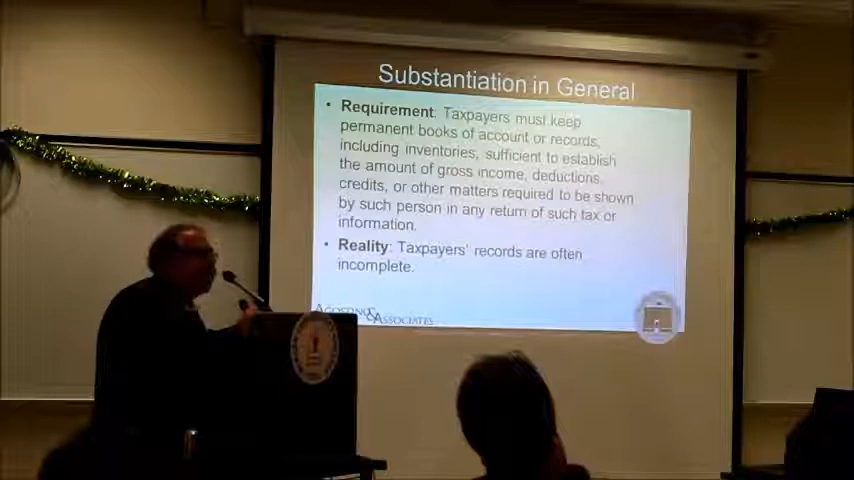 Substantiation in General
• Requirement: Taxpayers must keep
permanent books of account or records,
including inventories, sufficient to establish
the amount of gross income, deductions,
credits, or other matters required to be shown
by such person in any return of such tax or
information.
• Reality: Taxpayers' records are often
incomplete.
AGOSTINO
& ASSOCIATES